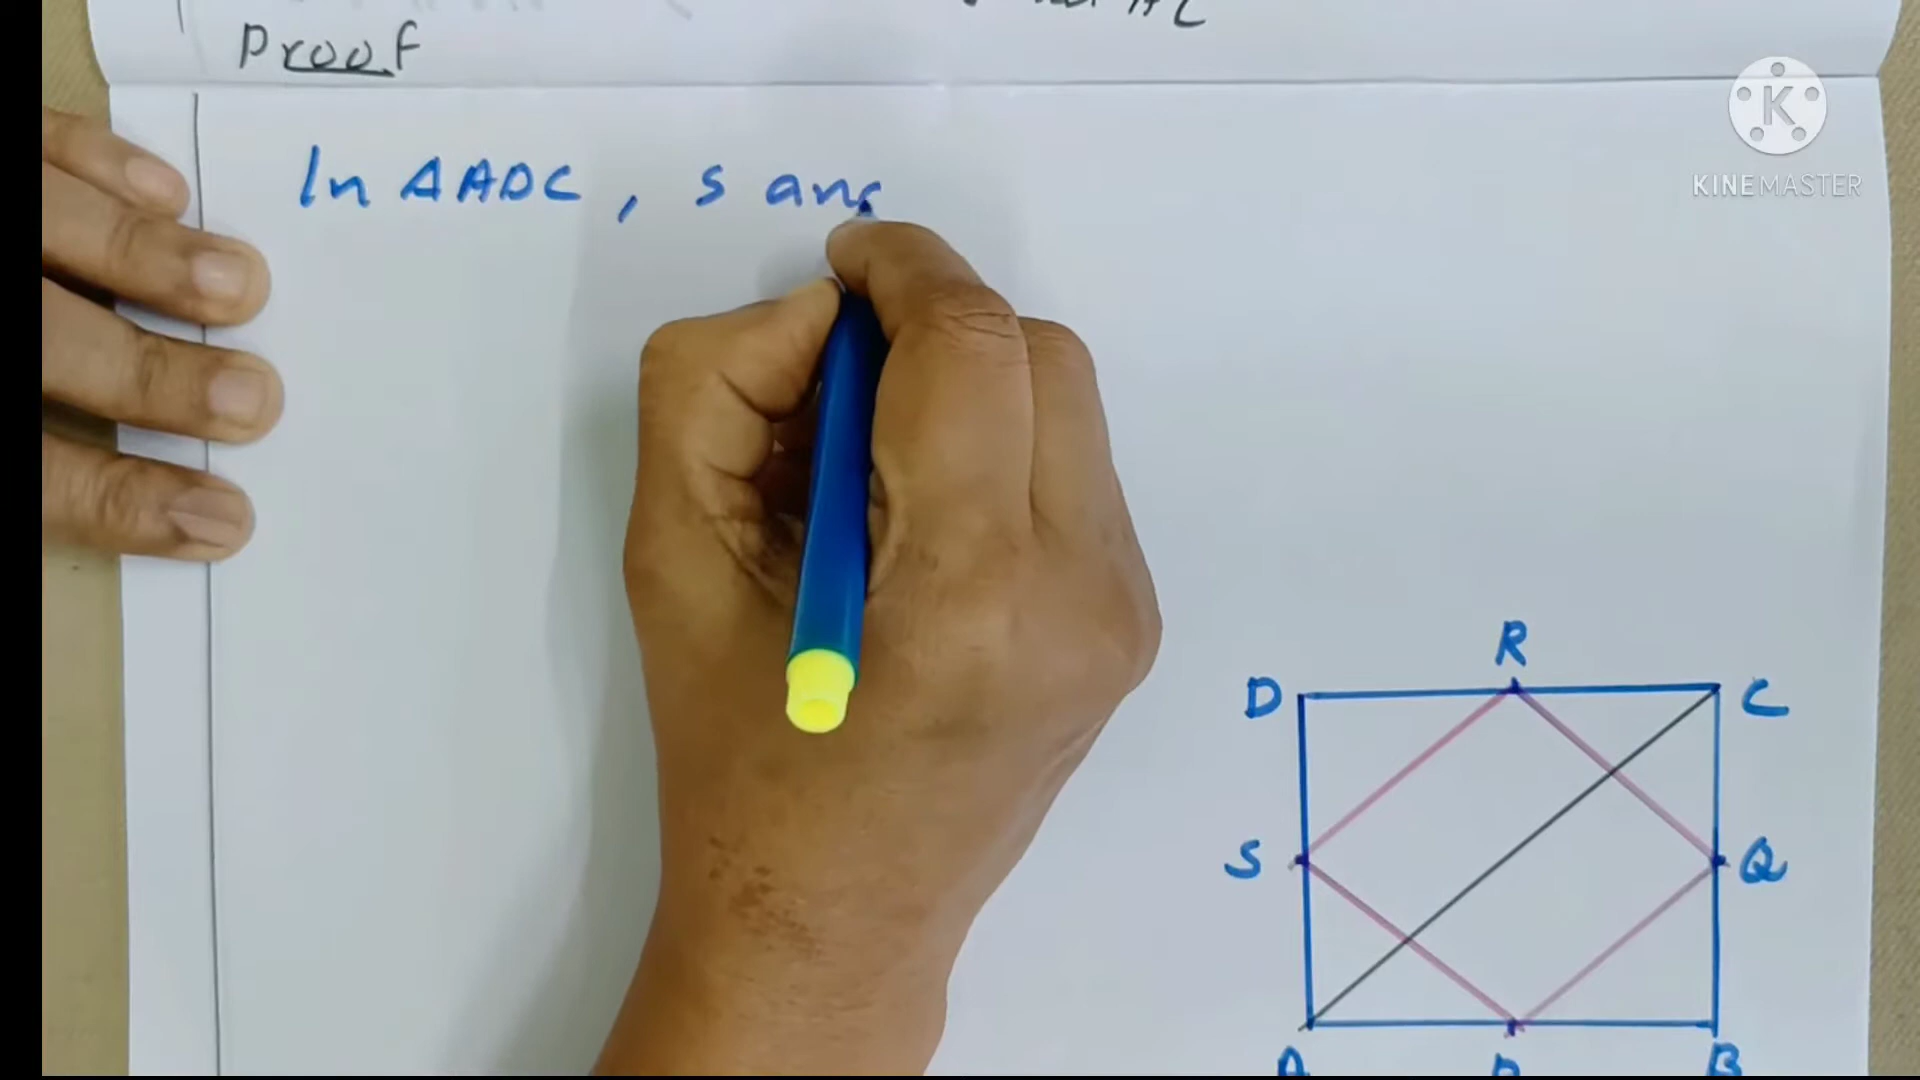 Proof
In ΔADC, S and
KINEMASTER
R
D
C
S
Q
A
P
B